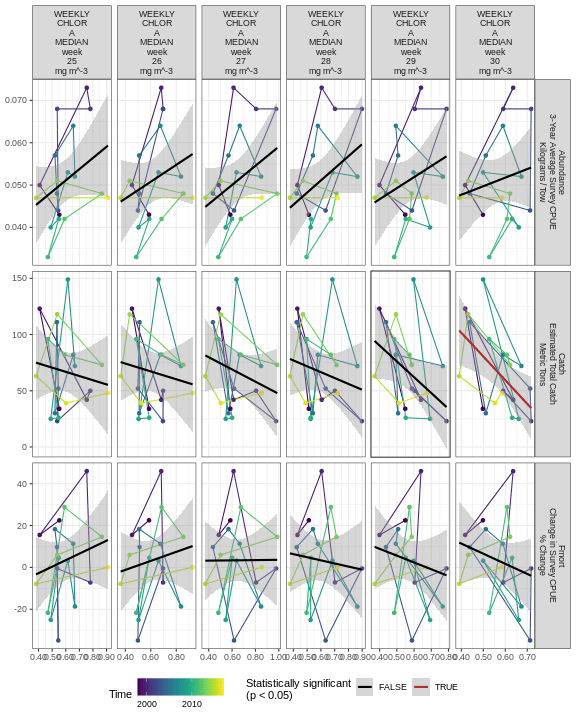 WEEKLY
CHLOR
A
MEDIAN
week
25
mg m^-3
WEEKLY
CHLOR
A
MEDIAN
week
26
mg m^-3
WEEKLY
CHLOR
A
MEDIAN
week
27
mg m^-3
WEEKLY
CHLOR
A
MEDIAN
week
28
mg m^-3
WEEKLY
CHLOR
A
MEDIAN
week
29
mg m^-3
WEEKLY
CHLOR
A
MEDIAN
week
30
mg m^-3
0.070
0.060
0.050
0.040
Abundance
3-Year Average Survey CPUE
Kilograms / Tow
150
100
50
0
Catch
Estimated Total Catch
Metric Tons
40
20
0
-20
Fmort
Change in Survey CPUE
% Change
0.40 0.50 0.60 0.70 0.80 0.90
0.40 0.60 0.80
0.40 0.60 0.80 1.00
0.40 0.50 0.60 0.70 0.80 0.90
0.40 0.50 0.60 0.70 0.80
0.40 0.50 0.60 0.70
Time
2000 2010
Statistically significant
(p < 0.05)
FALSE
TRUE